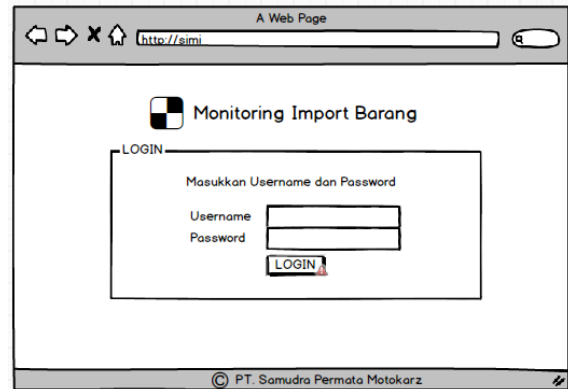 A Web Page
http://simi
Monitoring Import Barang
LOGIN
Masukkan Username dan Password
Username
Password
LOGIN
© PT. Samudra Permata Motokarz